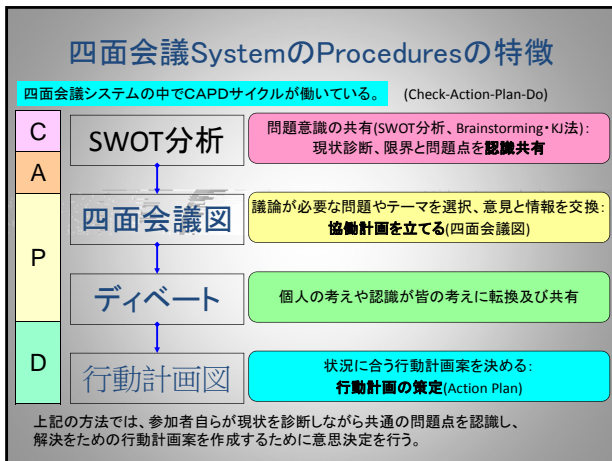 四面会議SystemのProceduresの特徴
四面会議システムの中でCAPDサイクルが働いている。 (Check-Action-Plan-Do)
C
A
P
D
SWOT分析
問題意識の共有(SWOT分析、Brainstorming・KJ法):
現状診断、限界と問題点を認識共有
四面会議図
議論が必要な問題やテーマを選択、意見と情報を交換:
協働計画を立てる(四面会議図)
ディベート
個人の考えや認識が皆の考えに転換及び共有
行動計画図
状況に合う行動計画案を決める:
行動計画の策定(Action Plan)
上記の方法では、参加者自らが現状を診断しながら共通の問題点を認識し、
解決をための行動計画案を作成するために意思決定を行う。